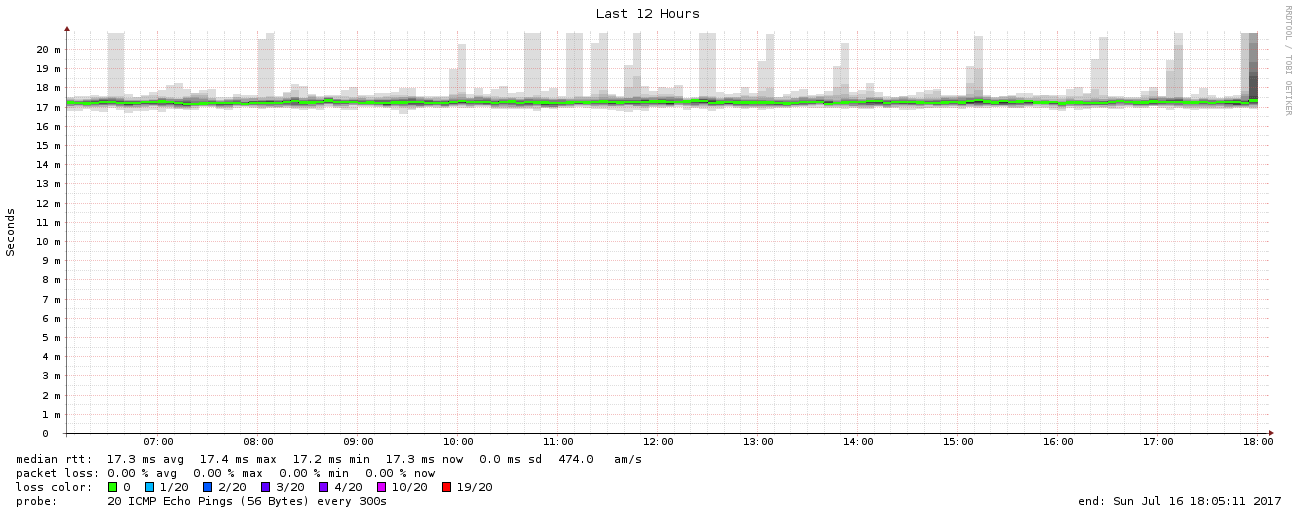 Last 12 Hours
RRDTOOL / TOBI OETIKER
Seconds
20 m
19 m
18 m
17 m
16 m
15 m
14 m
13 m
12 m
11 m
10 m
9 m
8 m
7 m
6 m
5 m
4 m
3 m
2 m
1 m
0
07:00 08:00 09:00 10:00 11:00 12:00 13:00 14:00 15:00 16:00 17:00 18:00
median rtt: 17.3 ms avg 17.4 ms max 17.2 ms min 17.3 ms now 0.0 ms sd 474.0 am/s
packet loss: 0.00 % avg 0.00 % max 0.00 % min 0.00 % now
loss color: 0 1/20 2/20 3/20 4/20 10/20 19/20
probe: 20 ICMP Echo Pings (56 Bytes) every 300s end: Sun Jul 16 18:05:11 2017